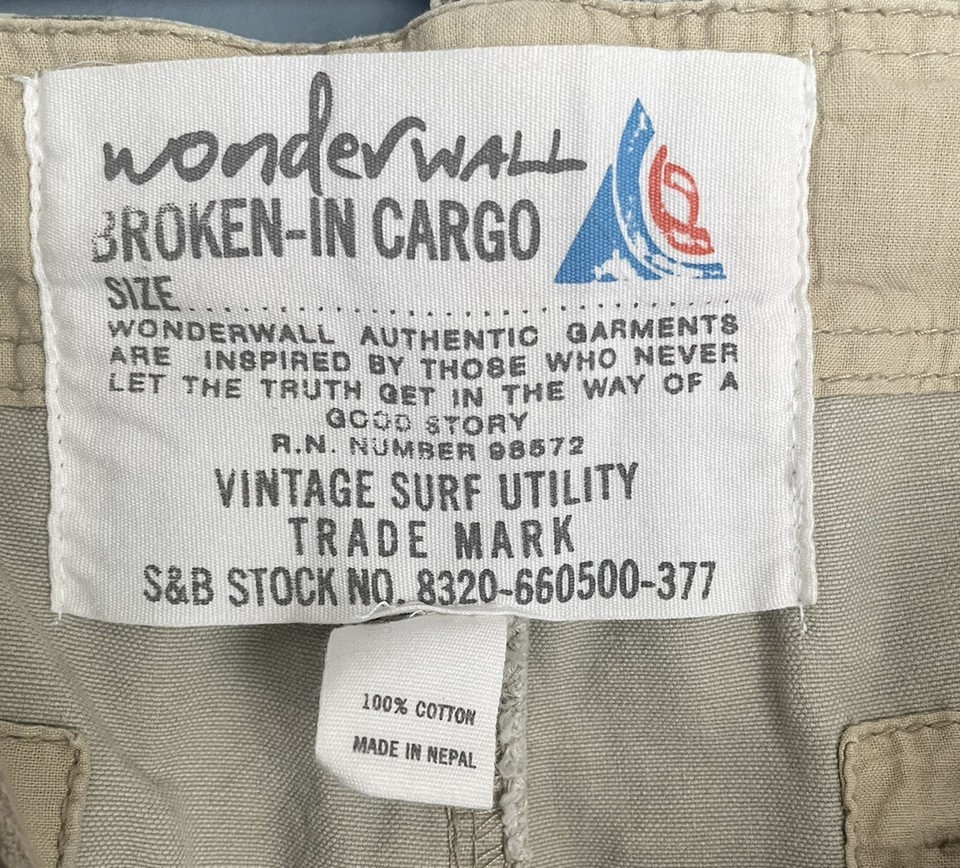 wonderWALL
BROKEN-IN CARGO
SIZE....................................
WONDERWALL AUTHENTIC GARMENTS
ARE INSPIRED BY THOSE WHO NEVER
LET THE TRUTH GET IN THE WAY OF A
GOOD STORY
R.N. NUMBER 98572
VINTAGE SURF UTILITY
TRADE MARK
S&B STOCK NO. 8320-660500-377
100% COTTON
MADE IN NEPAL